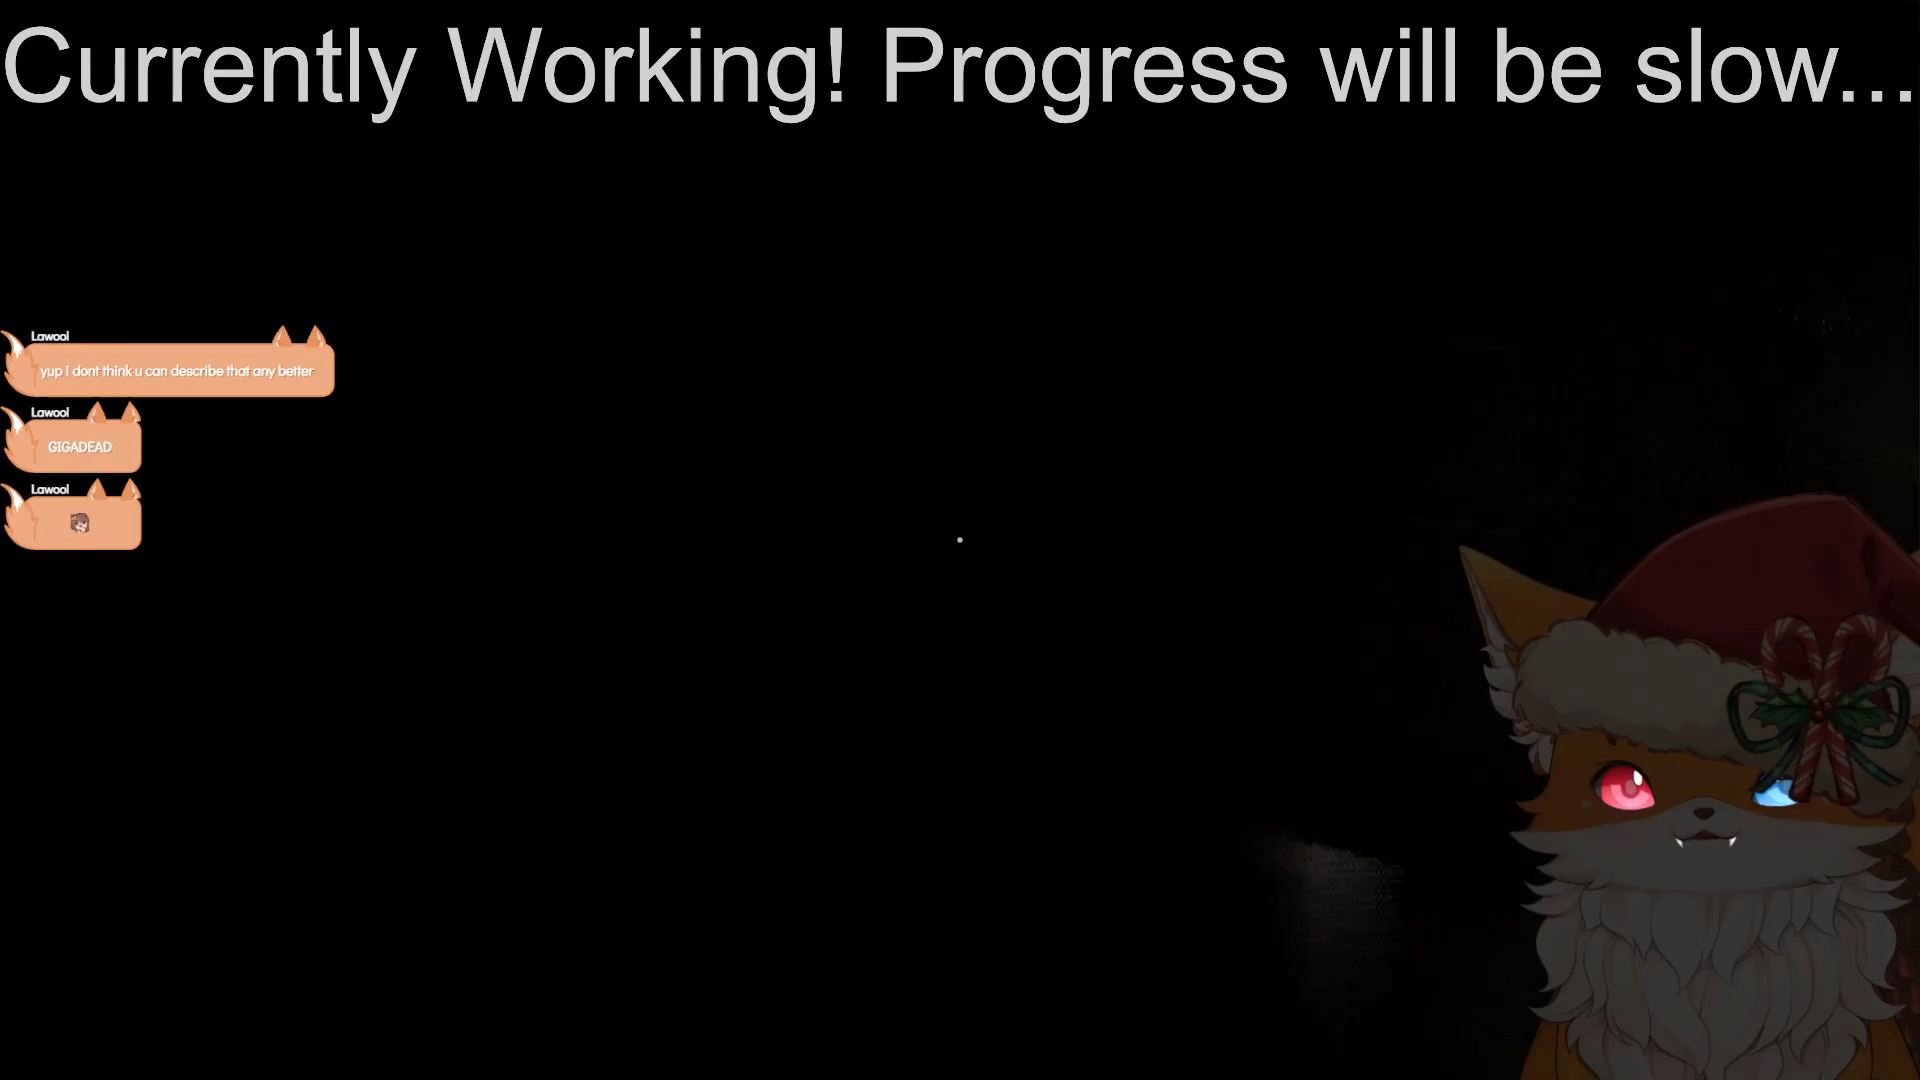 Currently Working! Progress will be slow...
Lawool
yup i dont think u can describe that any better
Lawool
GIGADEAD
Lawool